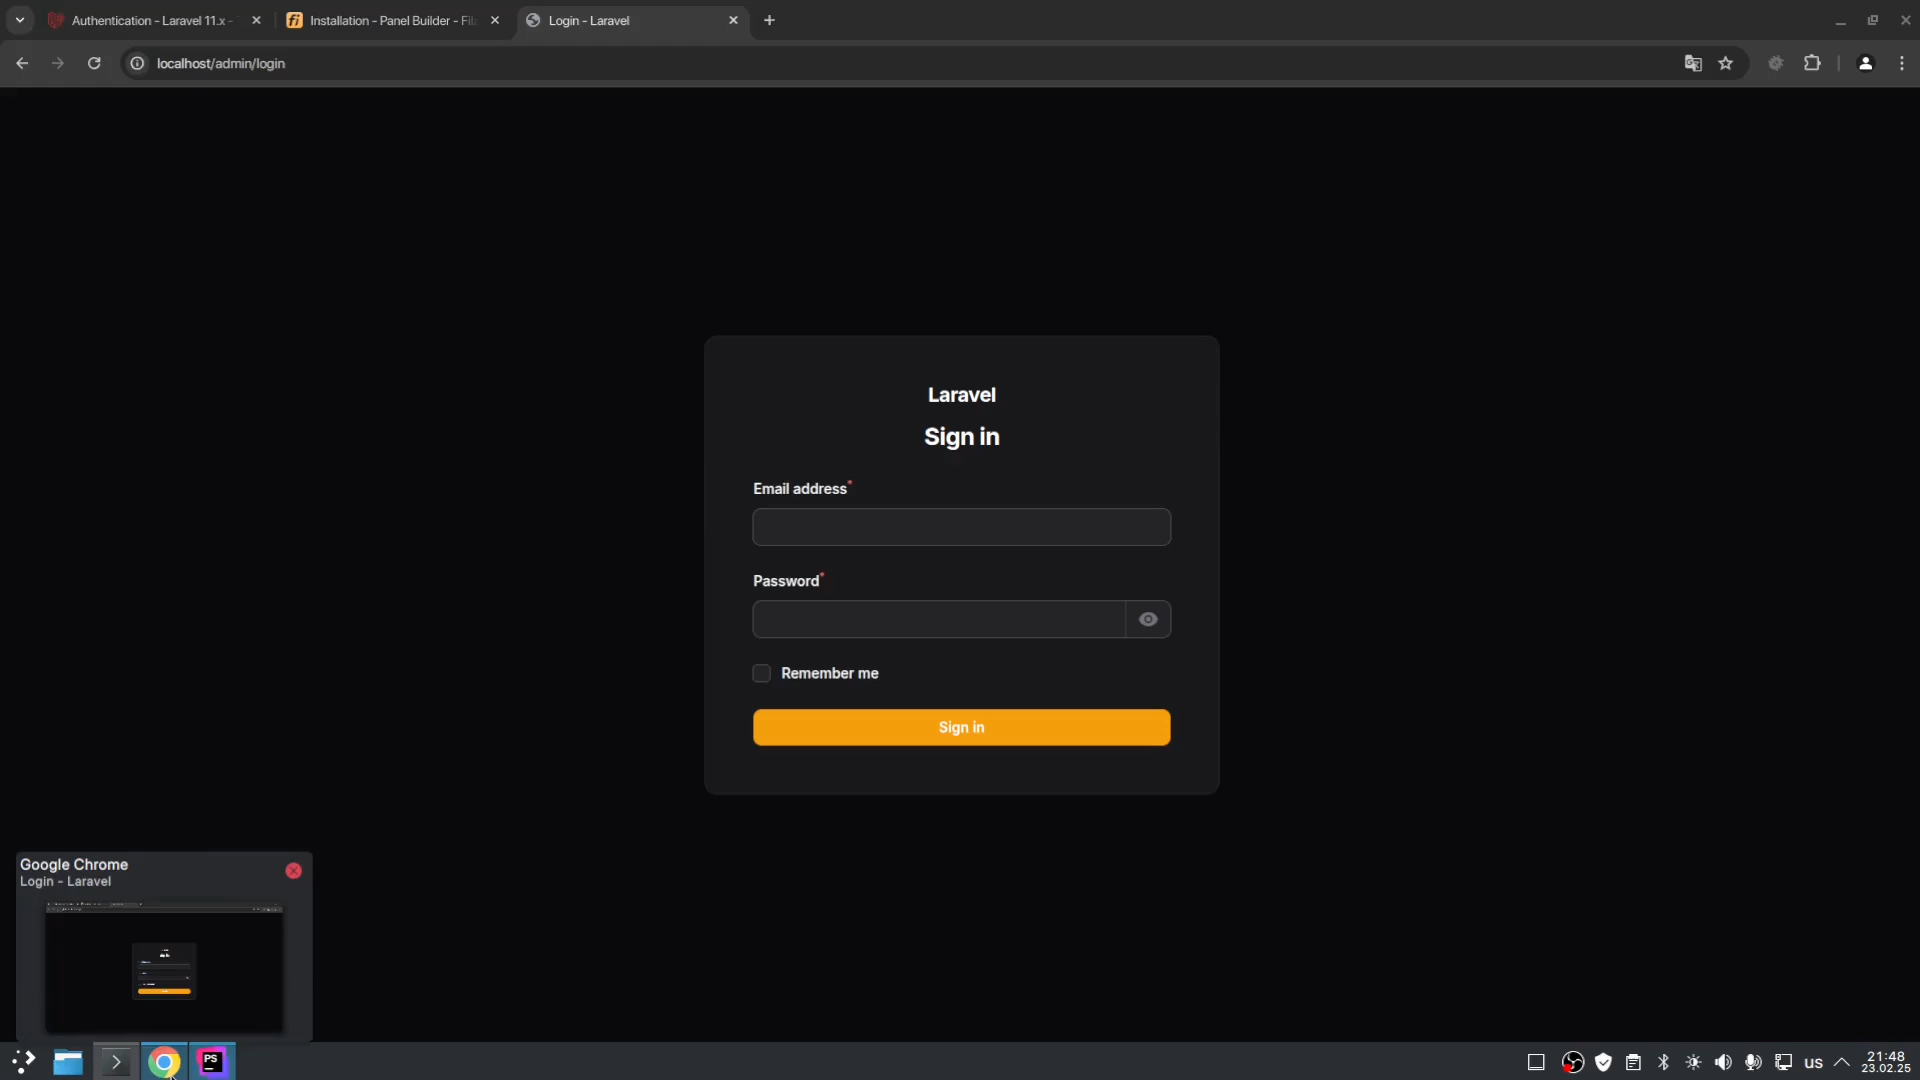 Authentication - Laravel 11.x -
Installation - Panel Builder - Fil
Login - Laravel
localhost/admin/login
Laravel
Sign in
Email address*
Password*
Remember me
Sign in
Google Chrome
Login - Laravel
PS
US
21:48
23.02.25